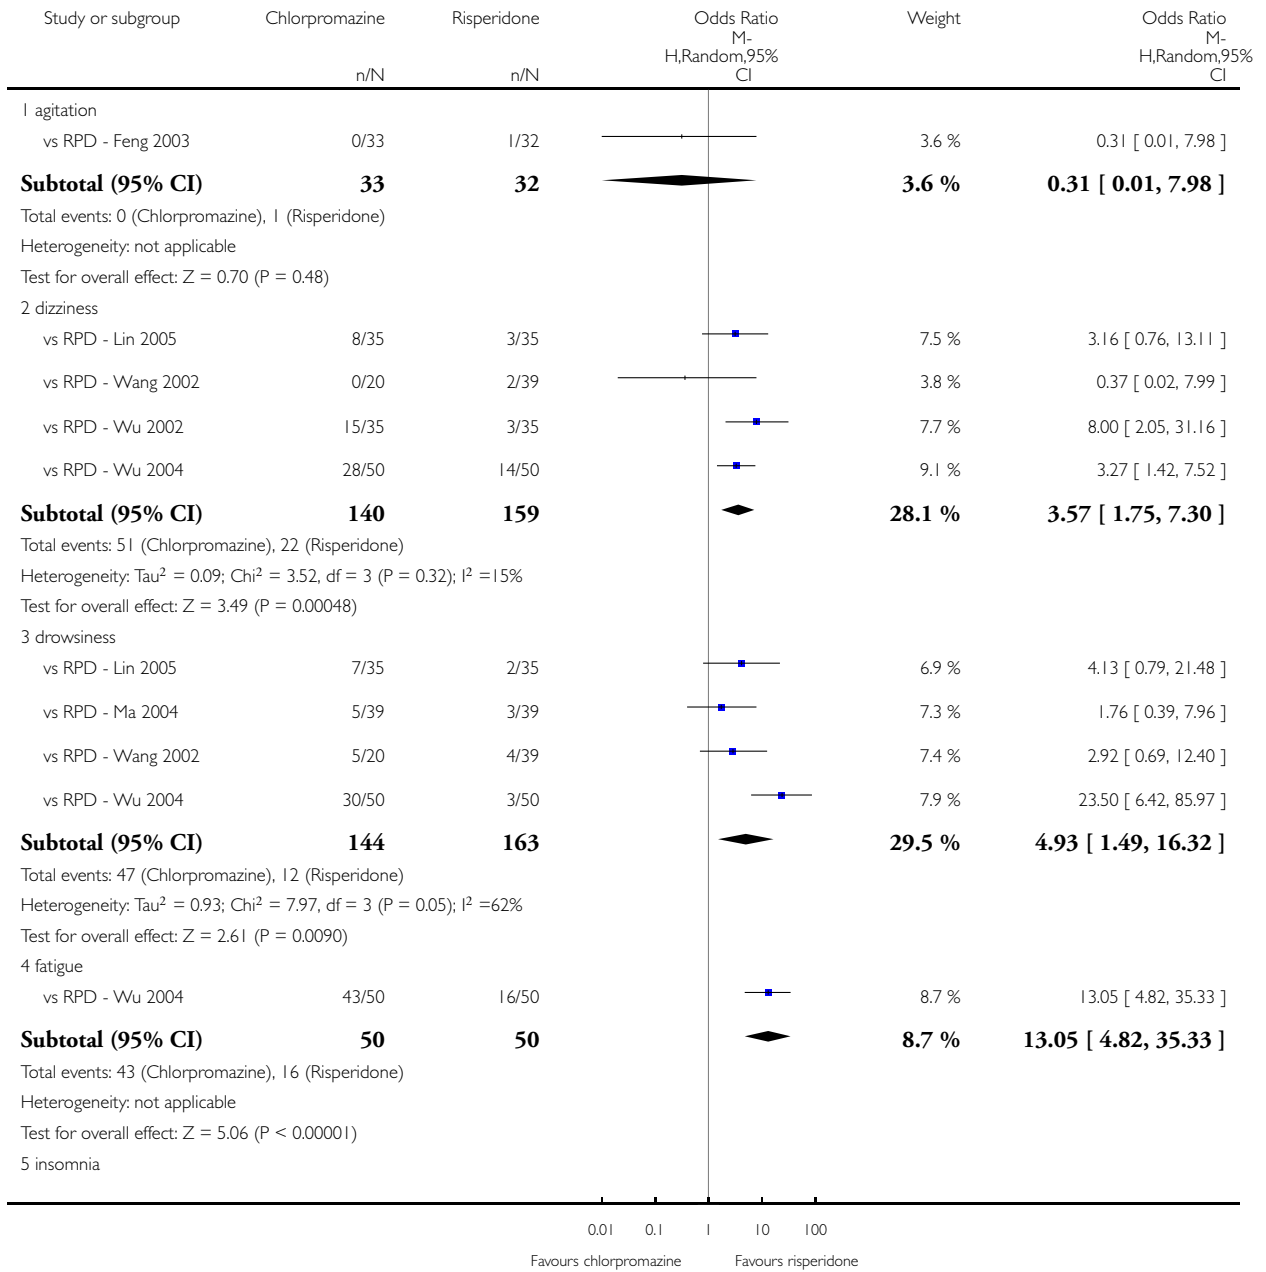 Study or subgroup Chlorpromazine Risperidone Odds Ratio Weight Odds Ratio
M- M-
H,Random,95% H,Random,95%
n/N n/N CI CI
1 agitation
vs RPD - Feng 2003 0/33 1/32 3.6 % 0.31 [ 0.01, 7.98 ]
Subtotal (95% CI) 33 32 3.6 % 0.31 [ 0.01, 7.98 ]
Total events: 0 (Chlorpromazine), 1 (Risperidone)
Heterogeneity: not applicable
Test for overall effect: Z = 0.70 (P = 0.48)
2 dizziness
vs RPD - Lin 2005 8/35 3/35 7.5 % 3.16 [ 0.76, 13.11 ]
vs RPD - Wang 2002 0/20 2/39 3.8 % 0.37 [ 0.02, 7.99 ]
vs RPD - Wu 2002 15/35 3/35 7.7 % 8.00 [ 2.05, 31.16 ]
vs RPD - Wu 2004 28/50 14/50 9.1 % 3.27 [ 1.42, 7.52 ]
Subtotal (95% CI) 140 159 28.1 % 3.57 [ 1.75, 7.30 ]
Total events: 51 (Chlorpromazine), 22 (Risperidone)
Heterogeneity: Tau² = 0.09; Chi² = 3.52, df = 3 (P = 0.32); I² =15%
Test for overall effect: Z = 3.49 (P = 0.00048)
3 drowsiness
vs RPD - Lin 2005 7/35 2/35 6.9 % 4.13 [ 0.79, 21.48 ]
vs RPD - Ma 2004 5/39 3/39 7.3 % 1.76 [ 0.39, 7.96 ]
vs RPD - Wang 2002 5/20 4/39 7.4 % 2.92 [ 0.69, 12.40 ]
vs RPD - Wu 2004 30/50 3/50 7.9 % 23.50 [ 6.42, 85.97 ]
Subtotal (95% CI) 144 163 29.5 % 4.93 [ 1.49, 16.32 ]
Total events: 47 (Chlorpromazine), 12 (Risperidone)
Heterogeneity: Tau² = 0.93; Chi² = 7.97, df = 3 (P = 0.05); I² =62%
Test for overall effect: Z = 2.61 (P = 0.0090)
4 fatigue
vs RPD - Wu 2004 43/50 16/50 8.7 % 13.05 [ 4.82, 35.33 ]
Subtotal (95% CI) 50 50 8.7 % 13.05 [ 4.82, 35.33 ]
Total events: 43 (Chlorpromazine), 16 (Risperidone)
Heterogeneity: not applicable
Test for overall effect: Z = 5.06 (P < 0.00001)
5 insomnia
0.01 0.1 1 10 100
Favours chlorpromazine Favours risperidone